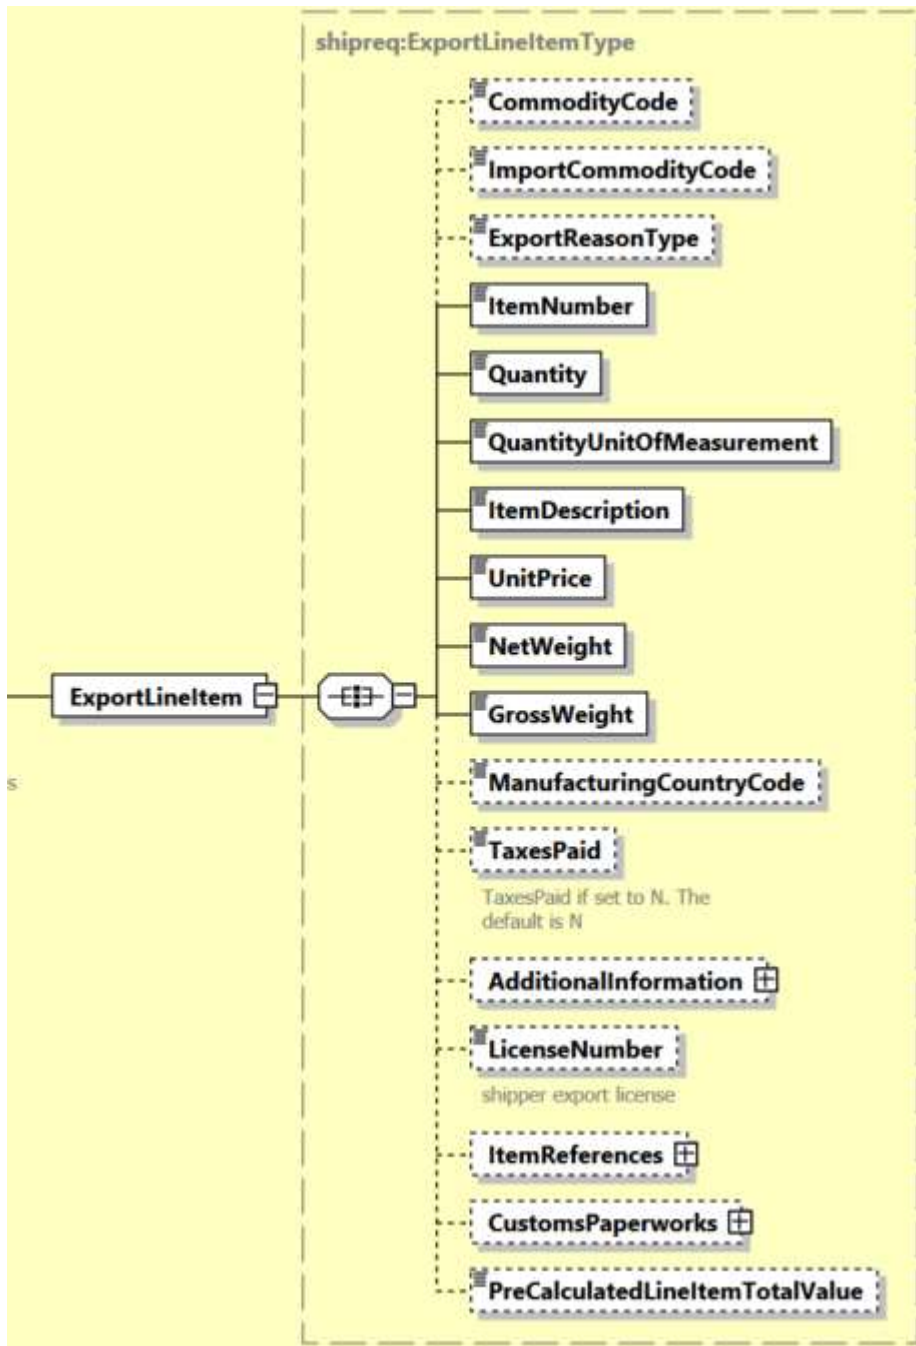 shipreq:ExportLineItemType
CommodityCode
ImportCommodityCode
ExportReasonType
ItemNumber
Quantity
QuantityUnitOfMeasurement
ItemDescription
UnitPrice
NetWeight
ExportLineItem
GrossWeight
s
ManufacturingCountryCode
TaxesPaid
TaxesPaid if set to N. The
default is N
AdditionalInformation
LicenseNumber
shipper export license
ItemReferences
CustomsPaperworks
PreCalculatedLineItemTotalValue